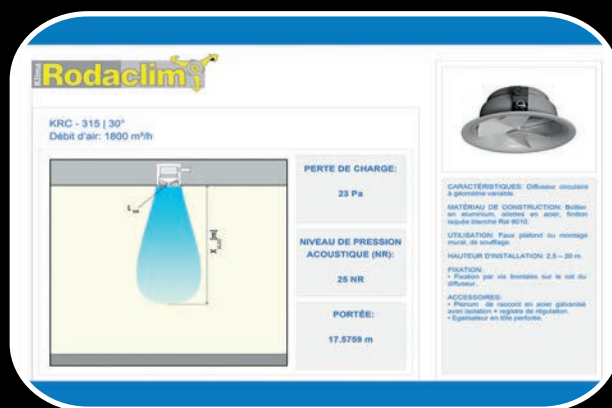 Klima
Rodaclim
KRC - 315 | 30°
Débit d'air: 1800 m³/h
PERTE DE CHARGE:
23 Pa
NIVEAU DE PRESSION
ACOUSTIQUE (NR):
25 NR
PORTÉE:
17.5759 m
CARACTÉRISTIQUES: Diffuseur circulaire
à géométrie variable.
MATÉRIAU DE CONSTRUCTION: Boîtier
en aluminium, ailettes en acier, finition
laquée blanche Ral 9010.
UTILISATION: Faux plafond ou montage
mural, de soufflage.
HAUTEUR D'INSTALLATION: 2,5 – 20 m.
FIXATION:
• Fixation par vis frontales sur le col du
diffuseur.
ACCESSOIRES:
• Plenum de raccord en acier galvanisé
avec isolation + registre de régulation.
• Egalisateur en tôle perforée.